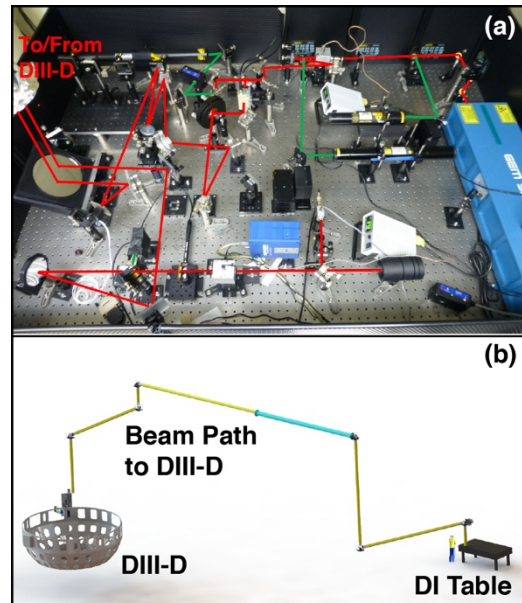 (a)
To/From
DIII-D
(b)
Beam Path
to DIII-D
DIII-D
DI Table